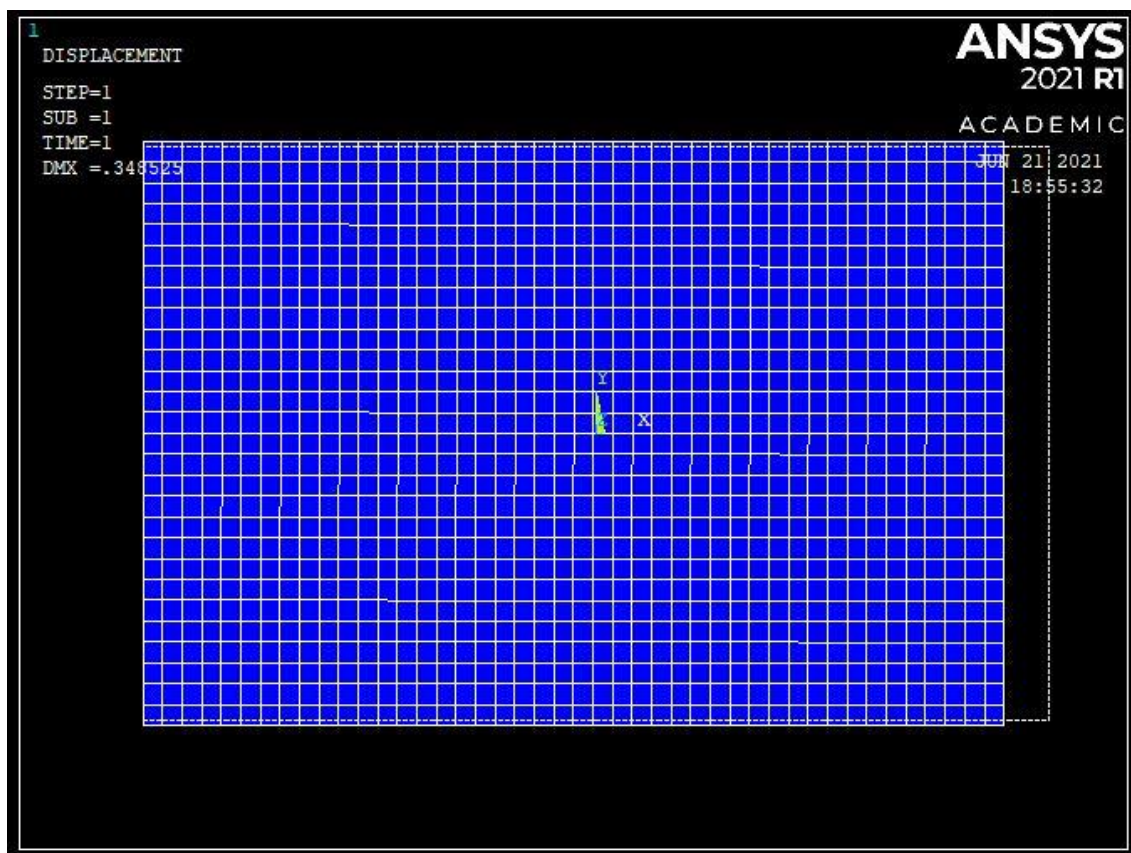 1
DISPLACEMENT
STEP=1
SUB =1
TIME=1
DMX =.348525
ANSYS
2021 R1
ACADEMIC
JUN 21 2021
18:55:32
Y
X